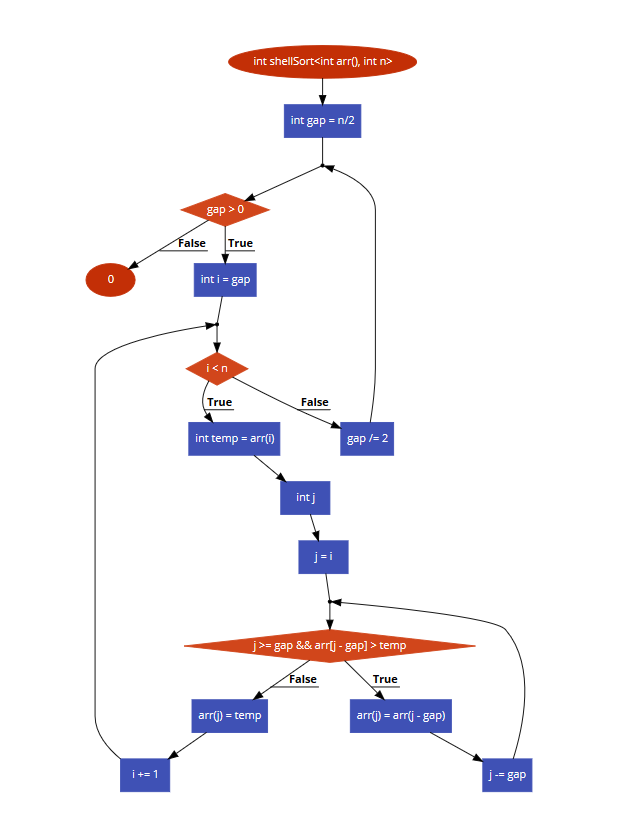 int shellSort<int arr(), int n>
int gap = n/2
gap > 0
False
True
0
int i = gap
i < n
True
False
int temp = arr(i)
gap /= 2
int j
j = i
j >= gap && arr[j - gap] > temp
False
True
arr(j) = temp
arr(j) = arr(j - gap)
i += 1
j -= gap